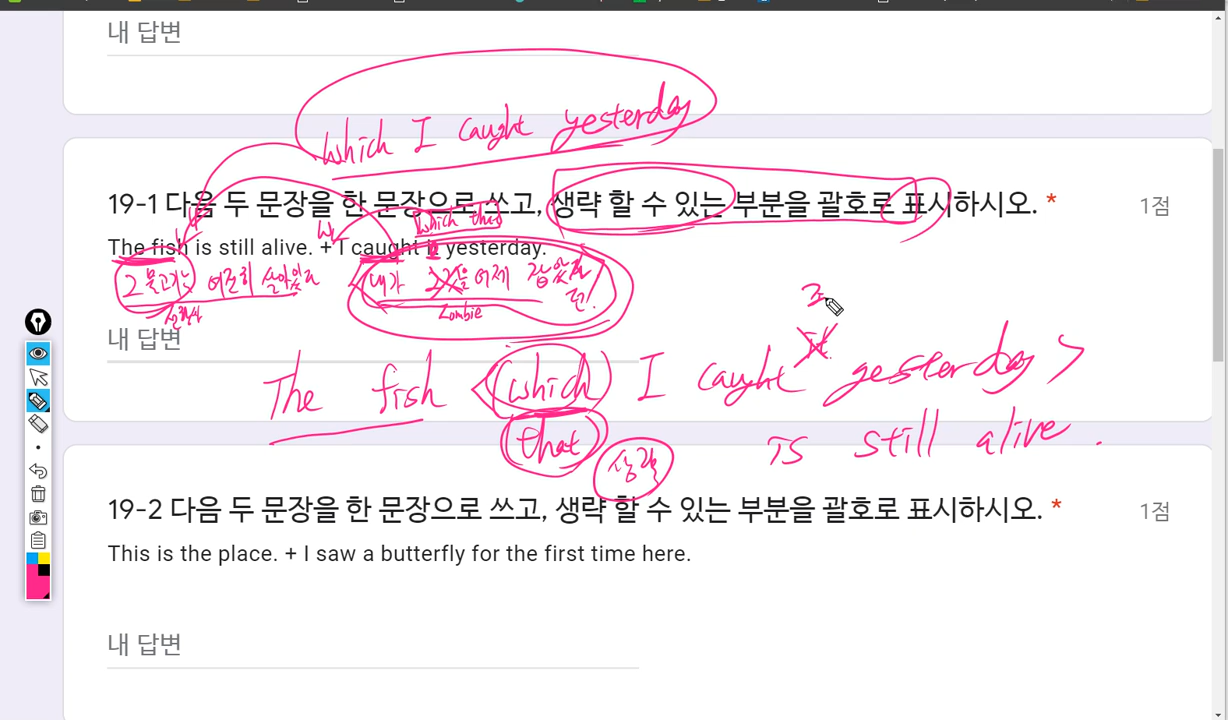 내 답변
which I caught yesterday
19-1 다음 두 문장을 한 문장으로 쓰고, 생략 할 수 있는 부분을 괄호로 표시하시오. *
1점
which that
The fish is still alive. + I caught it yesterday.
그 물고기는 여전히 살아있다
내가 그것을 어제 잡았다
선행사
Zombie
내 답변
The fish <(which) I caught it yesterday>
that
생략
is still alive.
19-2 다음 두 문장을 한 문장으로 쓰고, 생략 할 수 있는 부분을 괄호로 표시하시오. *
1점
This is the place. + I saw a butterfly for the first time here.
내 답변